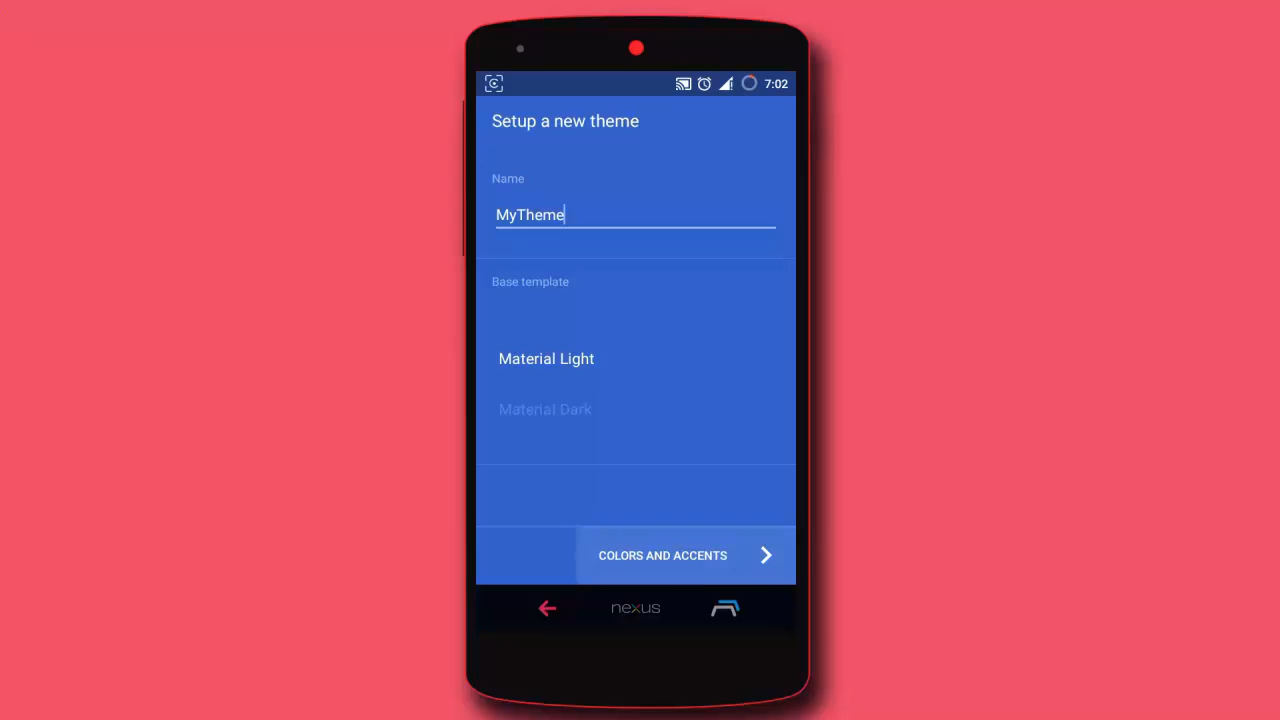 7:02
Setup a new theme
Name
MyTheme
Base template
Material Light
Material Dark
COLORS AND ACCENTS
nexus